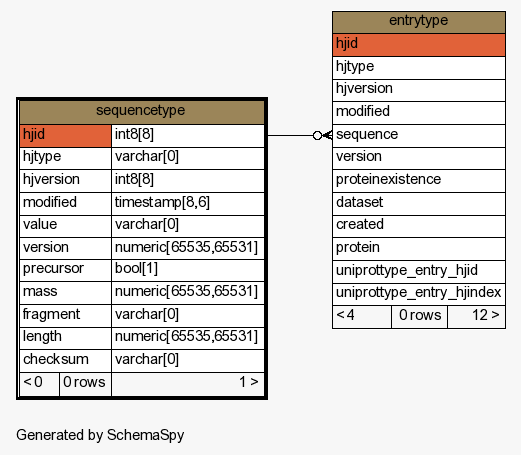 entrytype
hjid
hjtype
hjversion
modified
sequence
version
proteinexistence
dataset
created
protein
uniprottype_entry_hjid
uniprottype_entry_hjindex
< 4 0 rows 12 >
sequencetype
hjid int8[8]
hjtype varchar[0]
hjversion int8[8]
modified timestamp[8,6]
value varchar[0]
version numeric[65535,65531]
precursor bool[1]
mass numeric[65535,65531]
fragment varchar[0]
length numeric[65535,65531]
checksum varchar[0]
< 0 0 rows 1 >
Generated by SchemaSpy